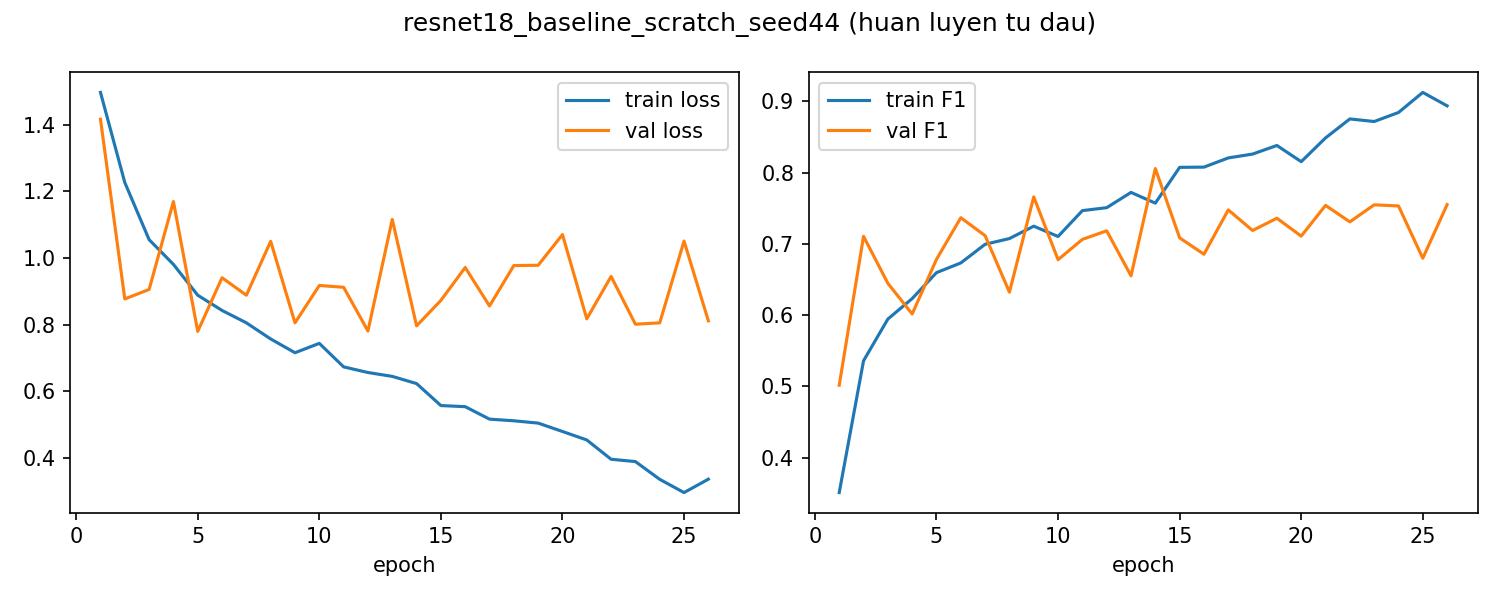 resnet18_baseline_scratch_seed44 (huan luyen tu dau)
train loss
val loss
1.4
1.2
1.0
0.8
0.6
0.4
0 5 10 15 20 25
epoch
train F1
val F1
0.9
0.8
0.7
0.6
0.5
0.4
0 5 10 15 20 25
epoch